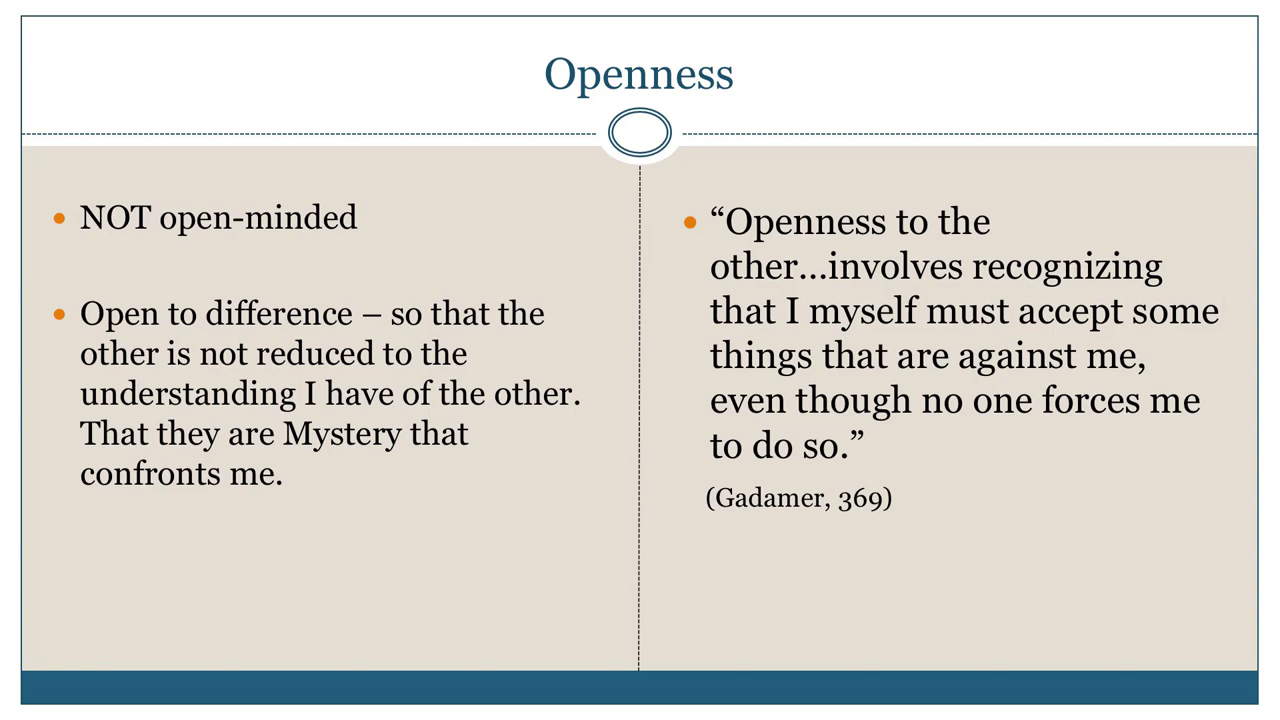 Openness
• NOT open-minded
• Open to difference – so that the
other is not reduced to the
understanding I have of the other.
That they are Mystery that
confronts me.
• “Openness to the
other…involves recognizing
that I myself must accept some
things that are against me,
even though no one forces me
to do so.”
(Gadamer, 369)